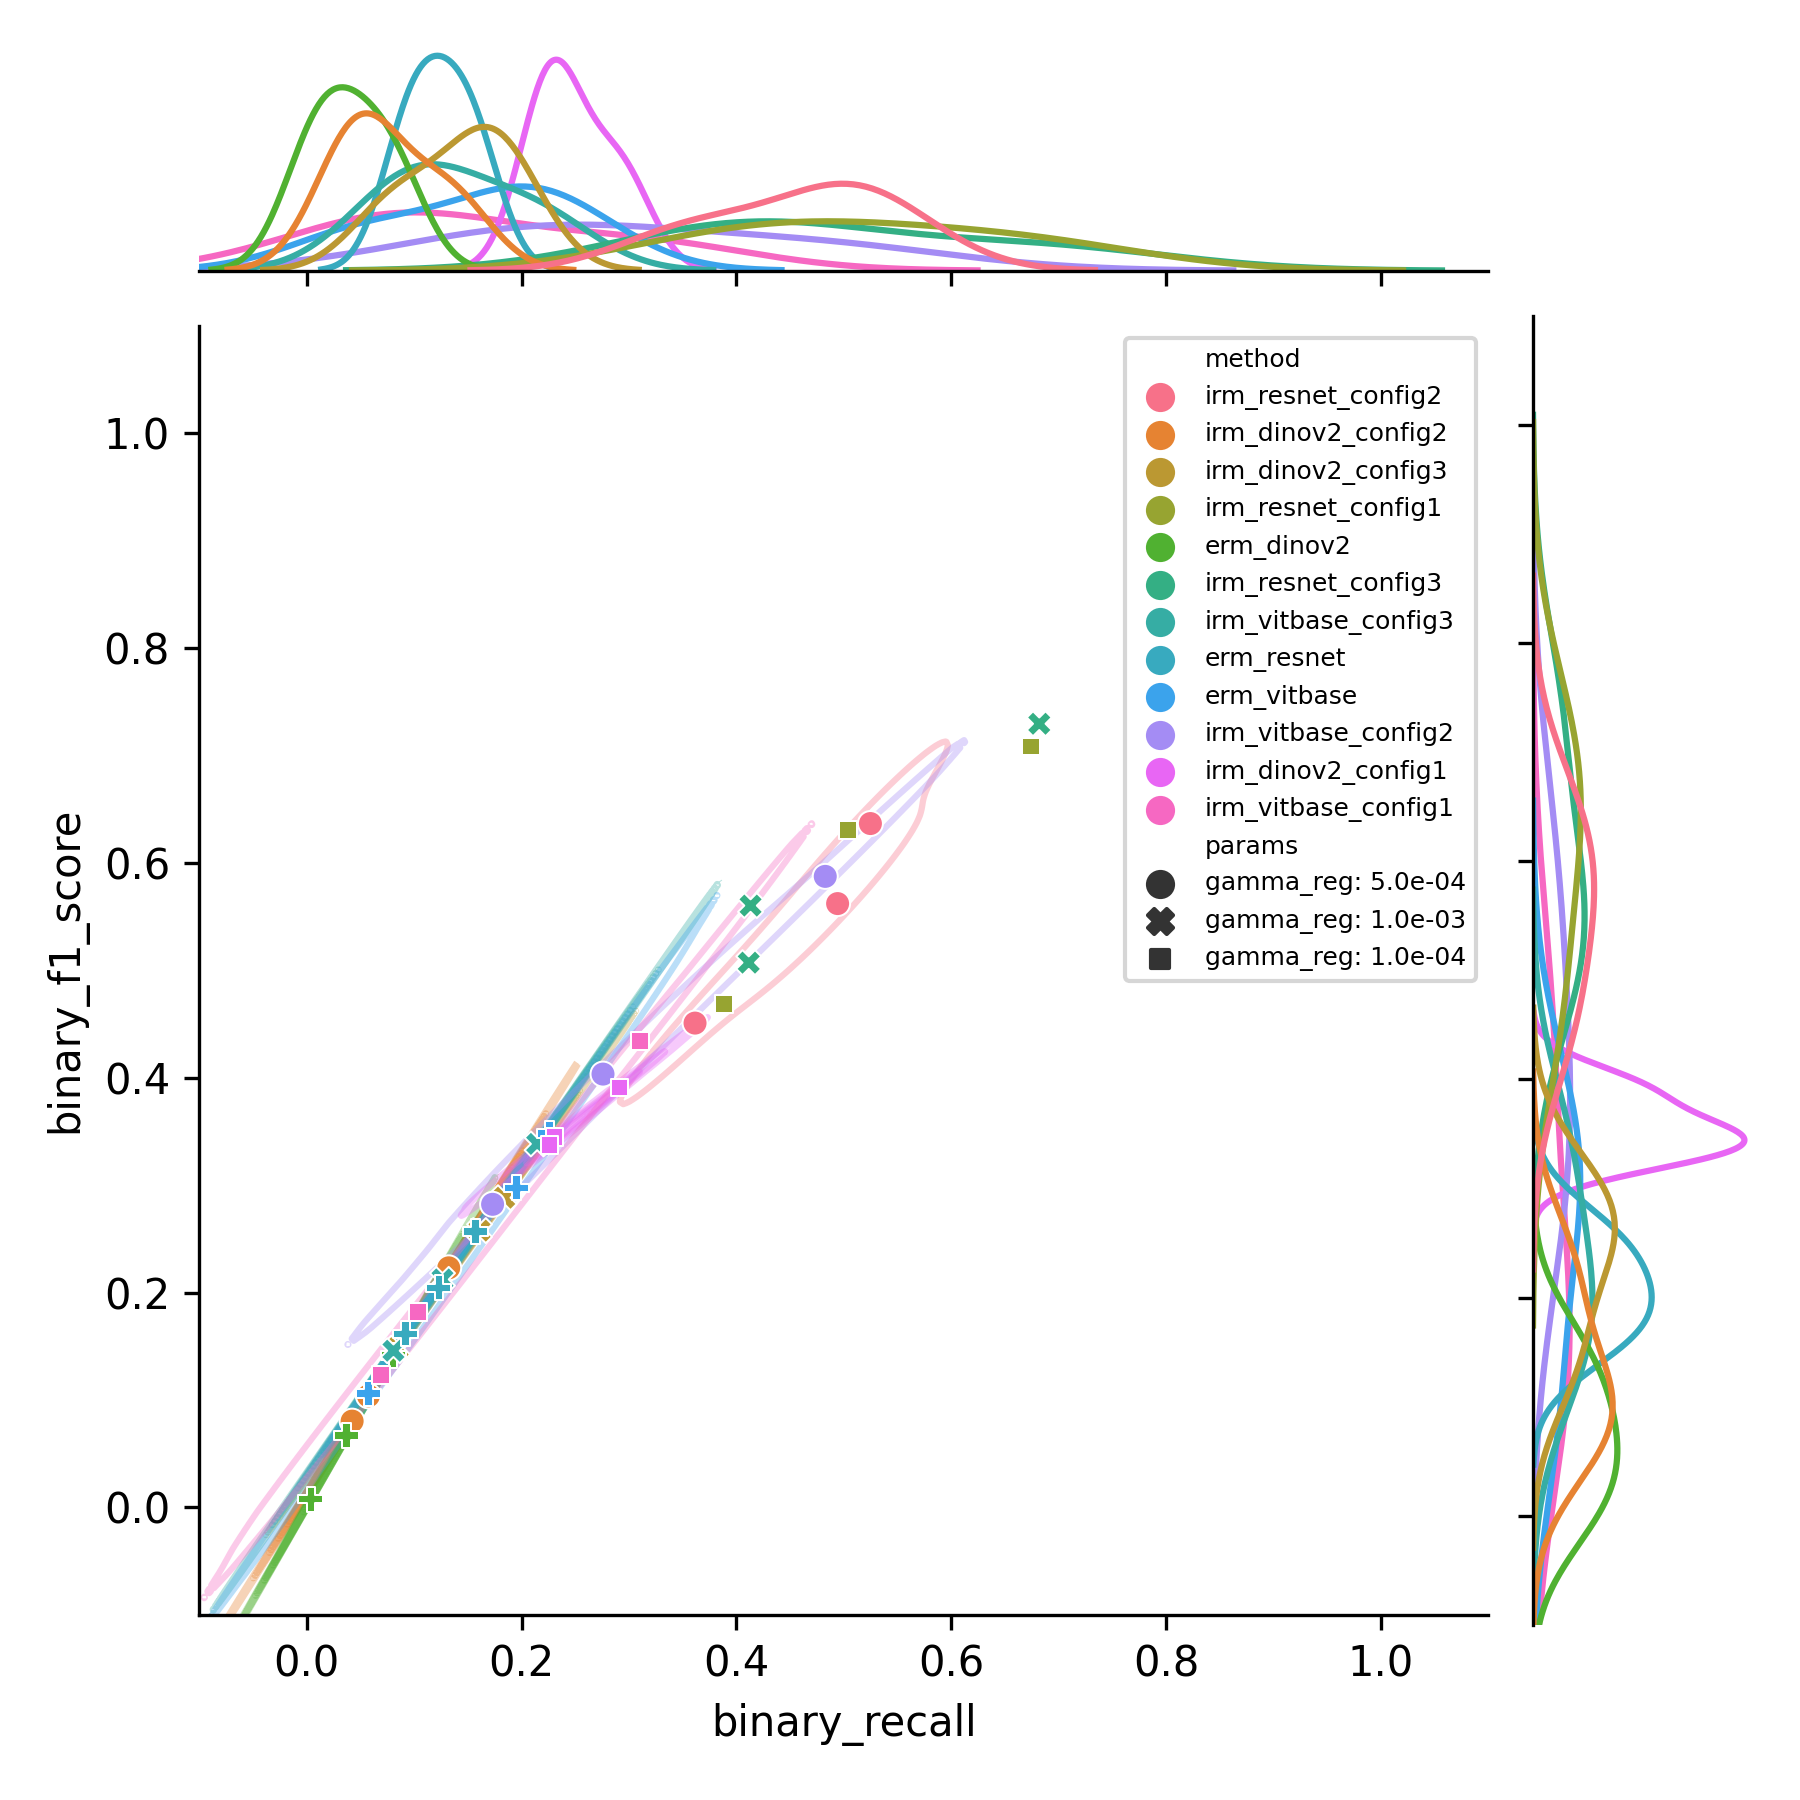 method
irm_resnet_config2
irm_dinov2_config2
irm_dinov2_config3
irm_resnet_config1
erm_dinov2
irm_resnet_config3
irm_vitbase_config3
erm_resnet
erm_vitbase
irm_vitbase_config2
irm_dinov2_config1
irm_vitbase_config1
params
gamma_reg: 5.0e-04
gamma_reg: 1.0e-03
gamma_reg: 1.0e-04
binary_f1_score
1.0
0.8
0.6
0.4
0.2
0.0
0.0 0.2 0.4 0.6 0.8 1.0
binary_recall